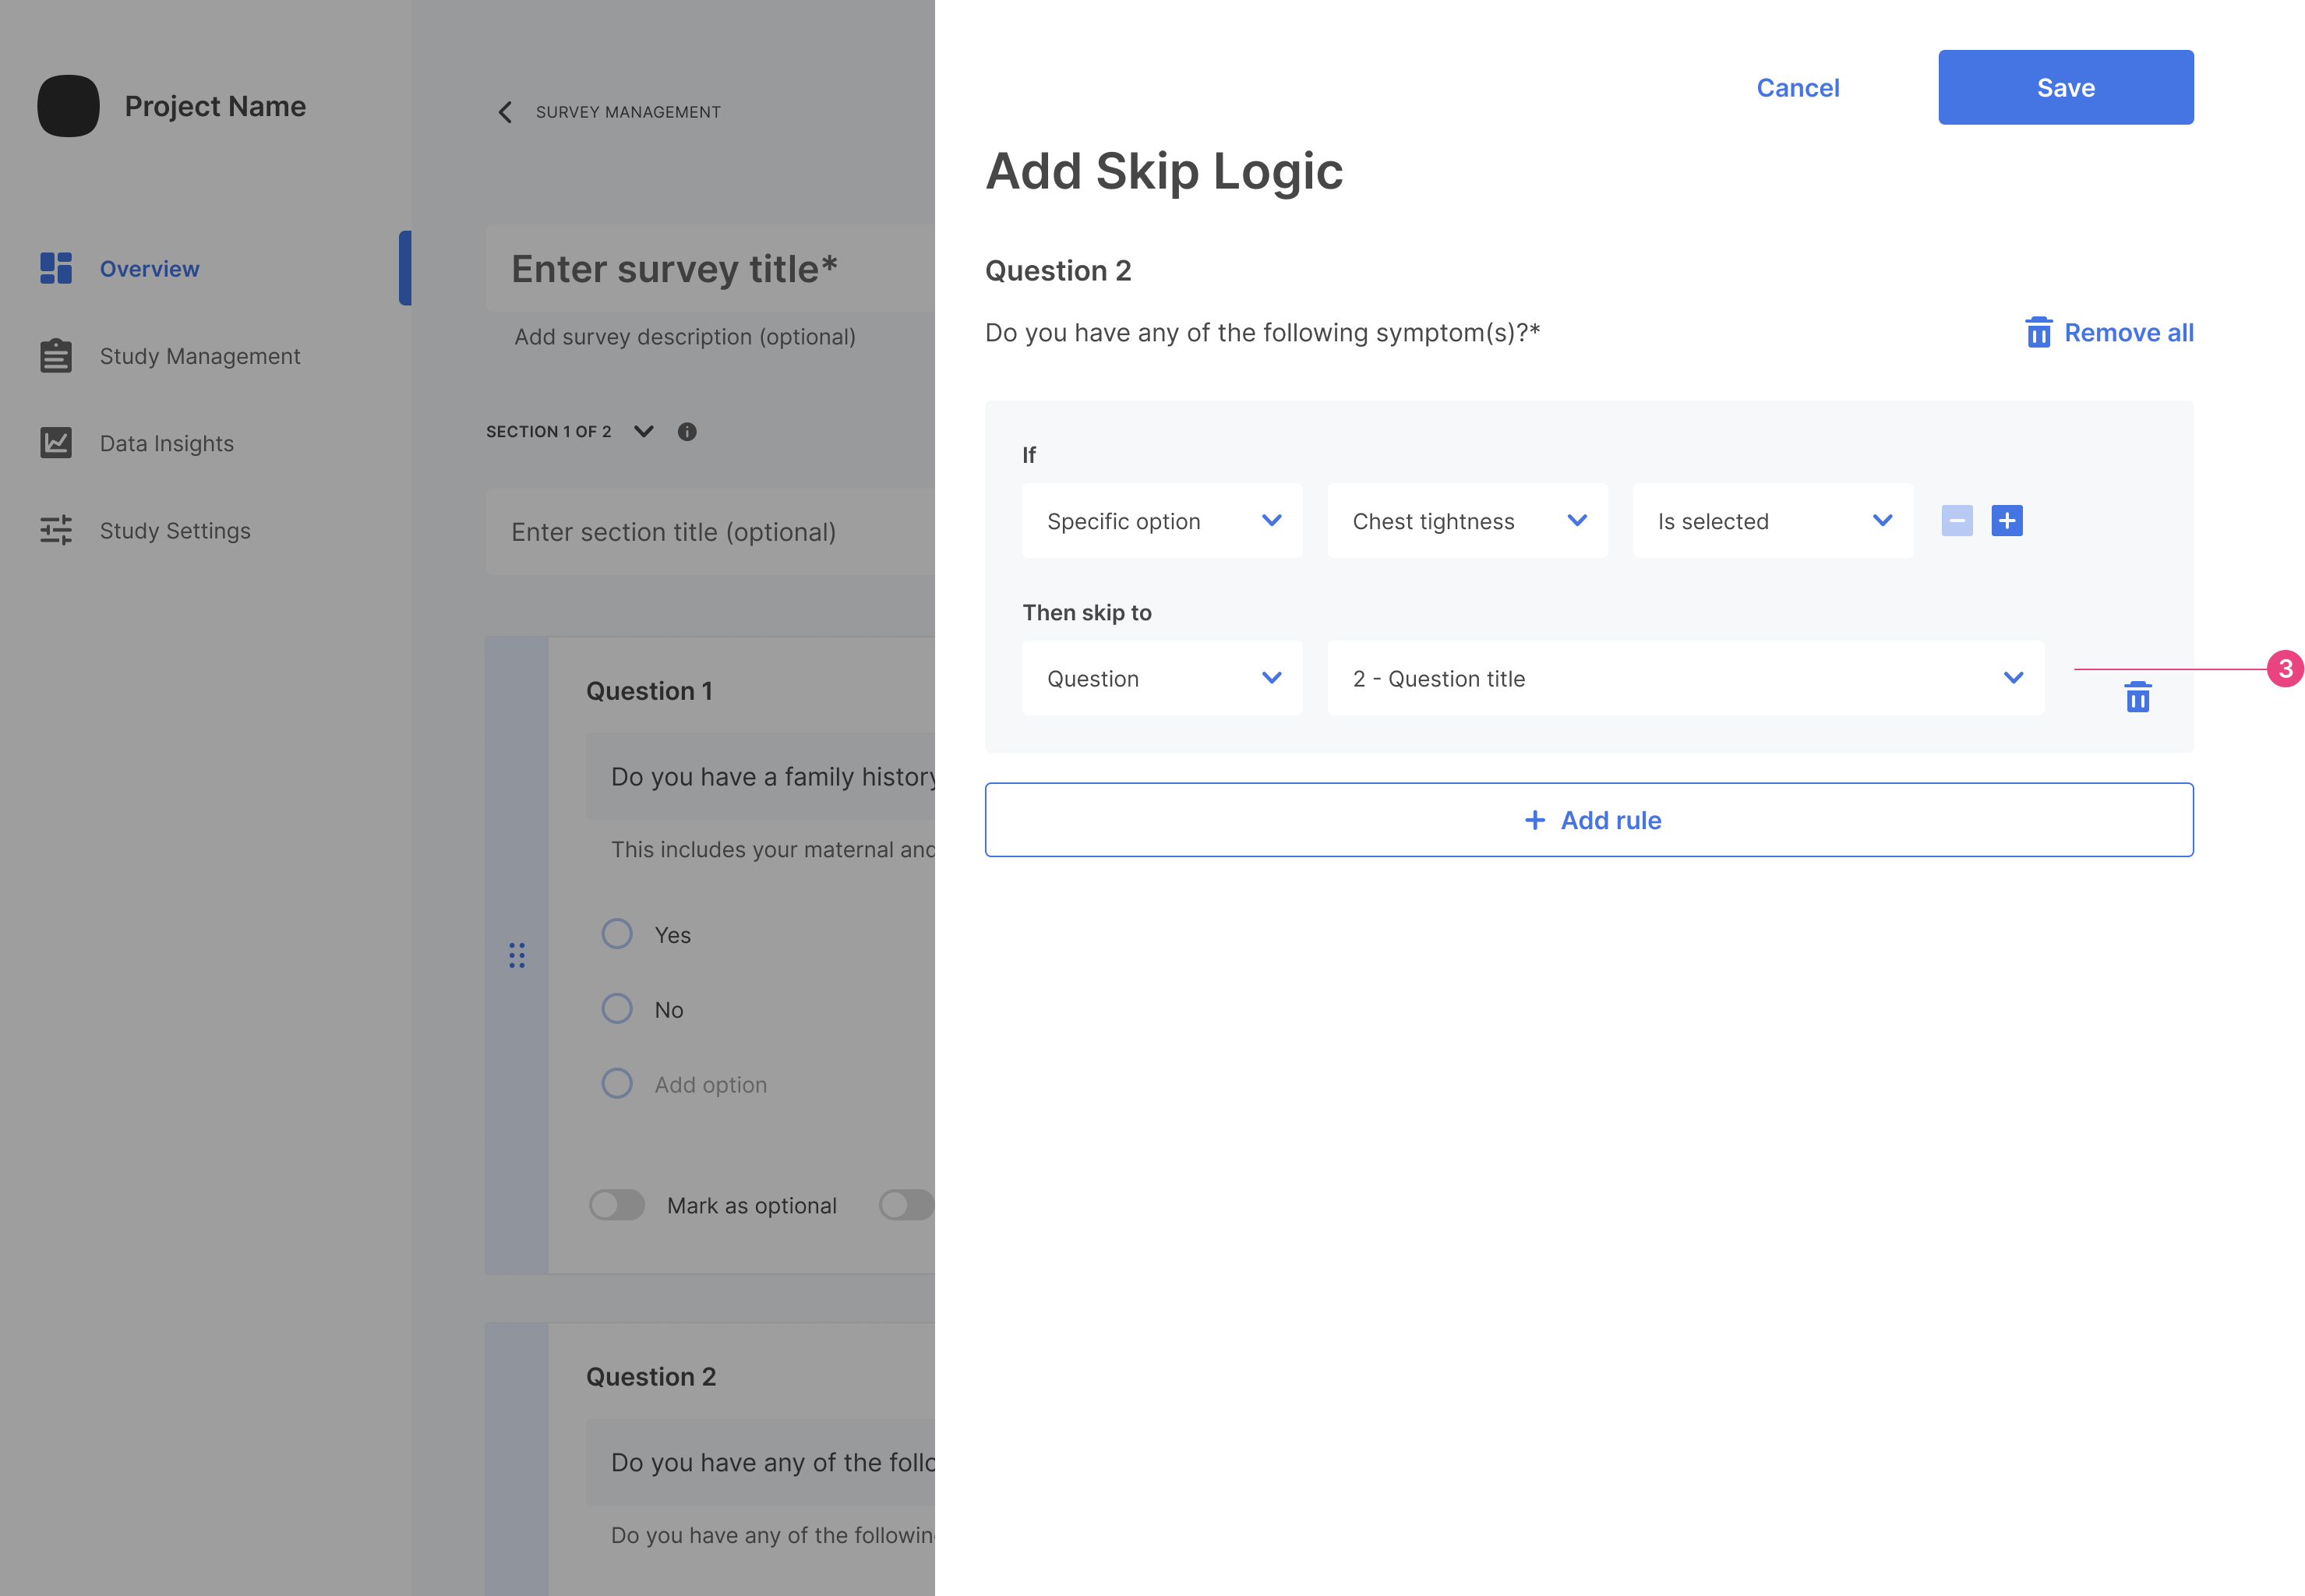 Project Name
Overview
Study Management
Data Insights
Study Settings
SURVEY MANAGEMENT
Enter survey title*
Add survey description (optional)
SECTION 1 OF 2
Enter section title (optional)
Question 1
Do you have a family history
This includes your maternal and
Yes
No
Add option
Mark as optional
Question 2
Do you have any of the follo
Do you have any of the followin
Cancel
Save
Add Skip Logic
Question 2
Do you have any of the following symptom(s)?*
Remove all
If
Specific option
Chest tightness
Is selected
Then skip to
Question
2 - Question title
3
Add rule